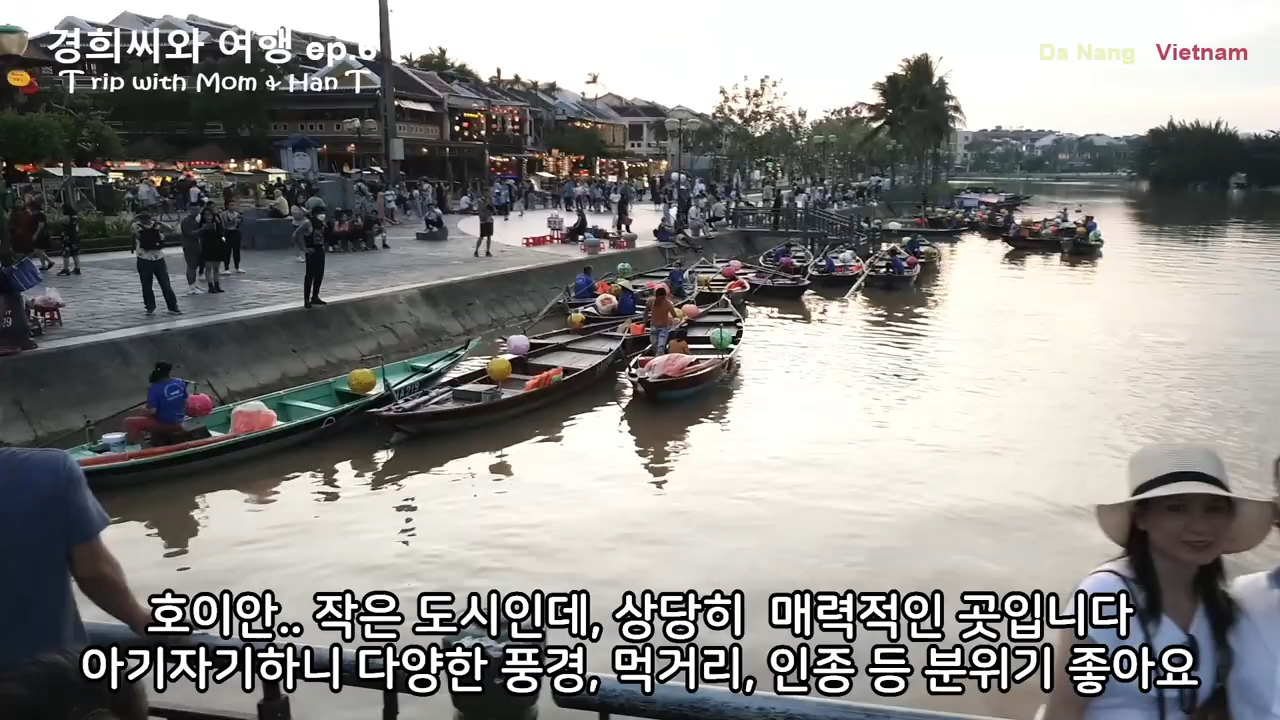 경희씨와 여행 ep 6
Trip with Mom & Han T
Da Nang Vietnam
호이안.. 작은 도시인데, 상당히 매력적인 곳입니다
아기자기하니 다양한 풍경, 먹거리, 인종 등 분위기 좋아요